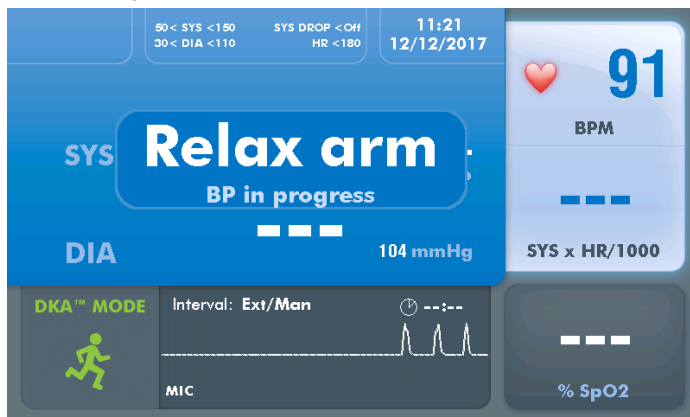 50< SYS <150 SYS DROP <Off
30< DIA <110 HR <180
11:21
12/12/2017
91
BPM
SYS
Relax arm
BP in progress
---
---
DIA
104 mmHg
SYS x HR/1000
DKA™ MODE
Interval: Ext/Man
--:--
MIC
---
% SpO2